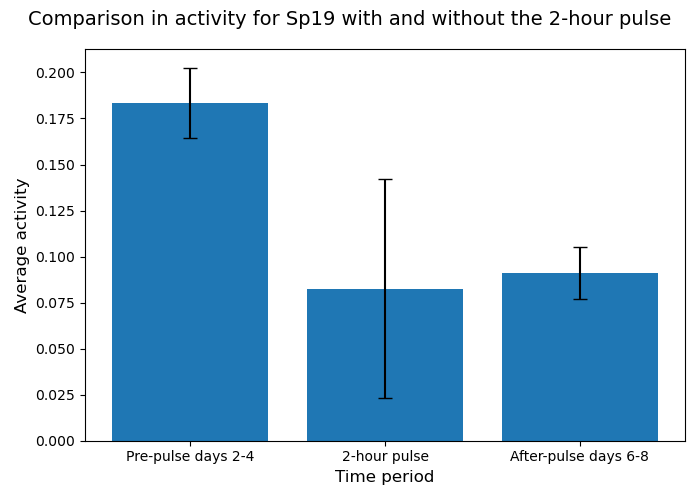 Comparison in activity for Sp19 with and without the 2-hour pulse
0.200
0.175
0.150
0.125
0.100
0.075
0.050
0.025
0.000
Average activity
Pre-pulse days 2-4
2-hour pulse
After-pulse days 6-8
Time period